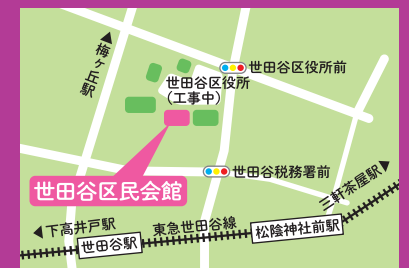 梅ヶ丘駅
世田谷区役所前
世田谷区役所
(工事中)
世田谷税務署前
世田谷区民会館
三軒茶屋駅
下高井戸駅
東急世田谷線
松陰神社前駅
世田谷駅